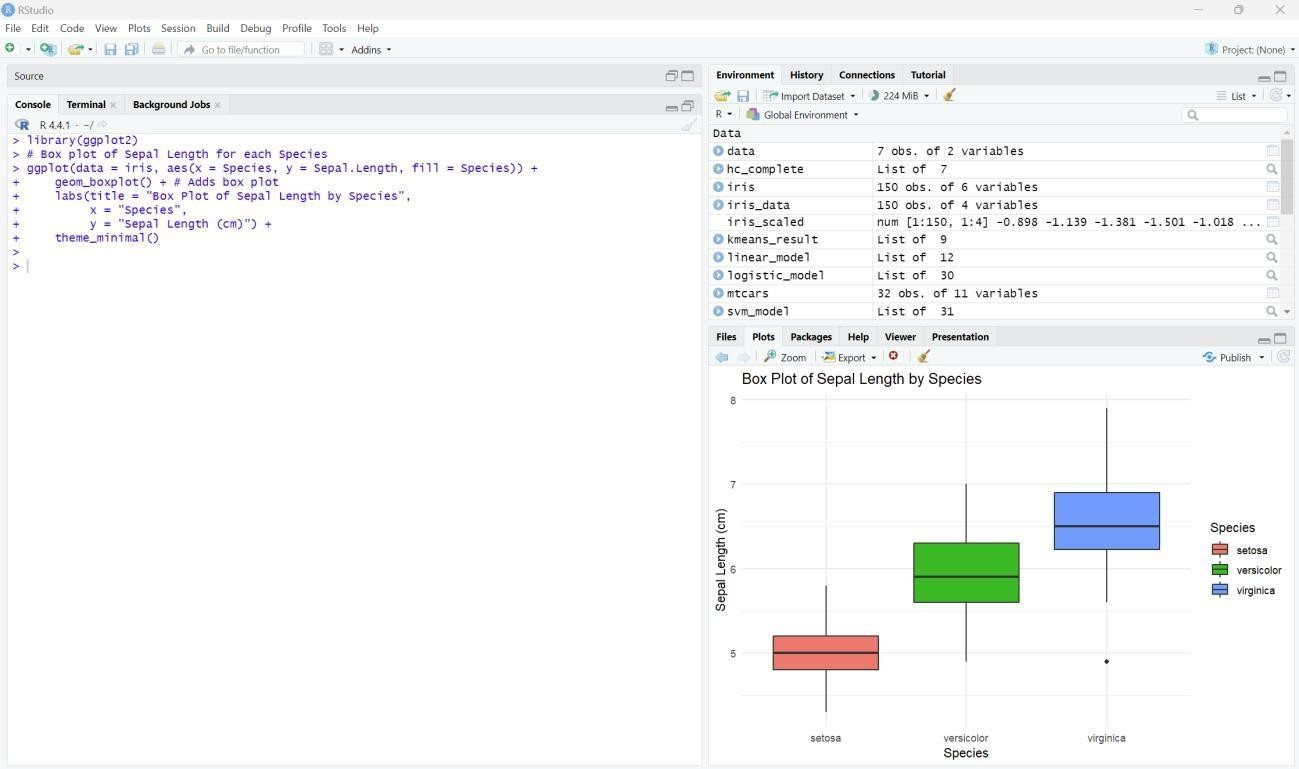 RStudio
File Edit Code View Plots Session Build Debug Profile Tools Help
Go to file/function Addins Project: (None)
Source
Console Terminal Background Jobs
R 4.4.1 · ~/
> library(ggplot2)
> # Box plot of Sepal Length for each Species
> ggplot(data = iris, aes(x = Species, y = Sepal.Length, fill = Species)) +
+     geom_boxplot() + # Adds box plot
+     labs(title = "Box Plot of Sepal Length by Species",
+          x = "Species",
+          y = "Sepal Length (cm)") +
+     theme_minimal()
>
>
Environment History Connections Tutorial
Import Dataset 224 MiB List
R Global Environment
Data
data 7 obs. of 2 variables
hc_complete List of 7
iris 150 obs. of 6 variables
iris_data 150 obs. of 4 variables
iris_scaled num [1:150, 1:4] -0.898 -1.139 -1.381 -1.501 -1.018 ...
kmeans_result List of 9
linear_model List of 12
logistic_model List of 30
mtcars 32 obs. of 11 variables
svm_model List of 31
Files Plots Packages Help Viewer Presentation
Zoom Export Publish
Box Plot of Sepal Length by Species
8
7
6
5
Sepal Length (cm)
setosa versicolor virginica
Species
Species
setosa
versicolor
virginica